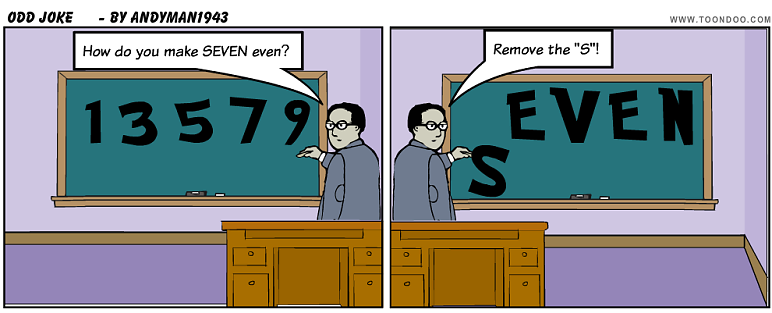 ODD JOKE - BY ANDYMAN1943
WWW.TOONDOO.COM
How do you make SEVEN even?
13579
Remove the "S"!
EVEN
S